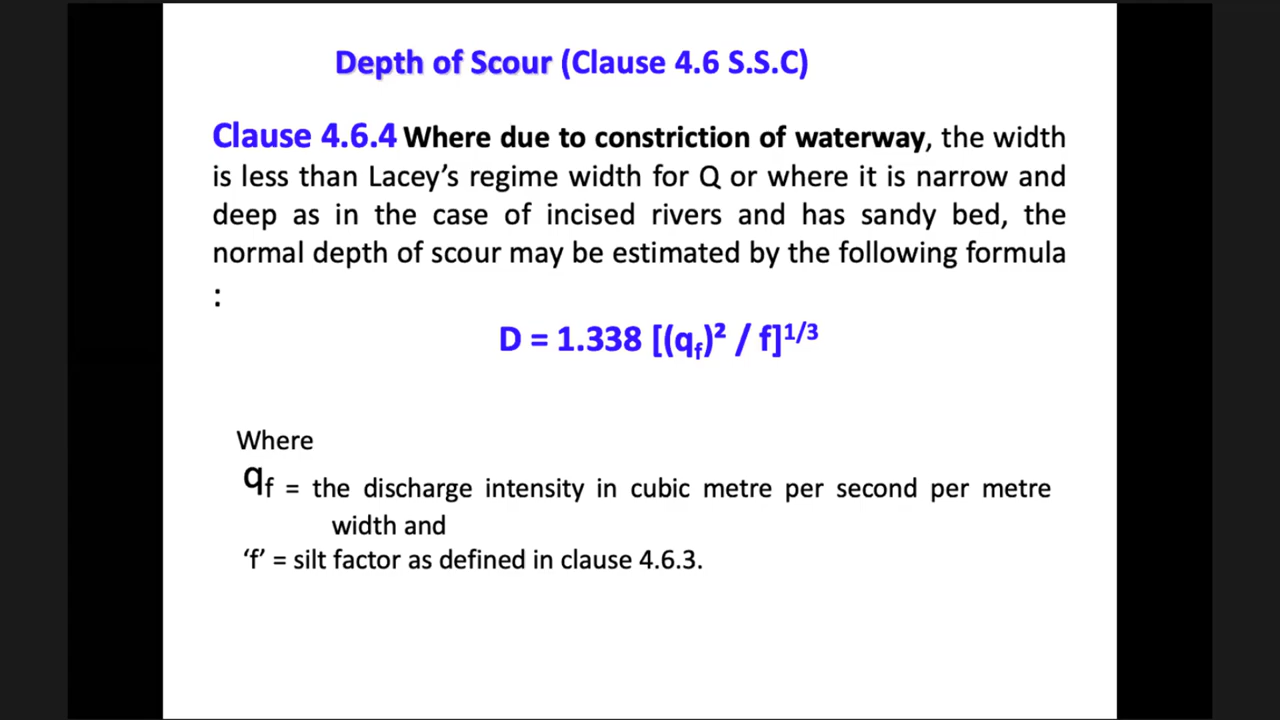 Depth of Scour (Clause 4.6 S.S.C)
Clause 4.6.4 Where due to constriction of waterway, the width
is less than Lacey’s regime width for Q or where it is narrow and
deep as in the case of incised rivers and has sandy bed, the
normal depth of scour may be estimated by the following formula
:
D = 1.338 [(qf)² / f]1/3
Where
qf = the discharge intensity in cubic metre per second per metre
width and
‘f’ = silt factor as defined in clause 4.6.3.